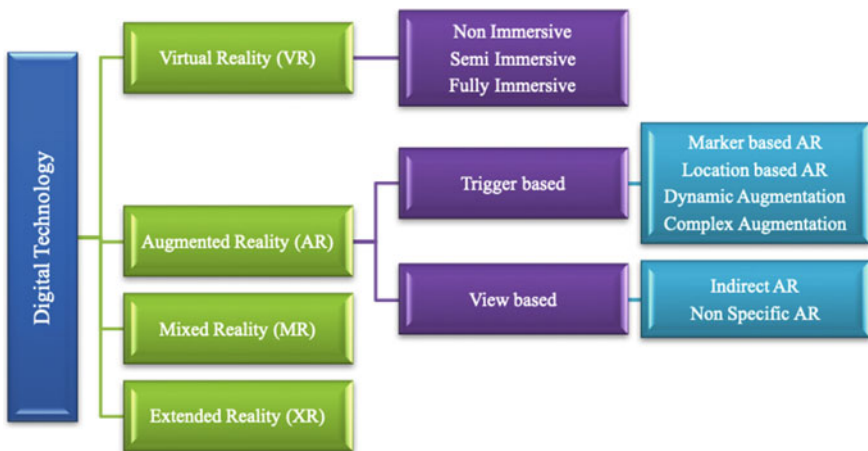 Digital Technology
Virtual Reality (VR)
Non Immersive
Semi Immersive
Fully Immersive
Augmented Reality (AR)
Trigger based
Marker based AR
Location based AR
Dynamic Augmentation
Complex Augmentation
View based
Indirect AR
Non Specific AR
Mixed Reality (MR)
Extended Reality (XR)